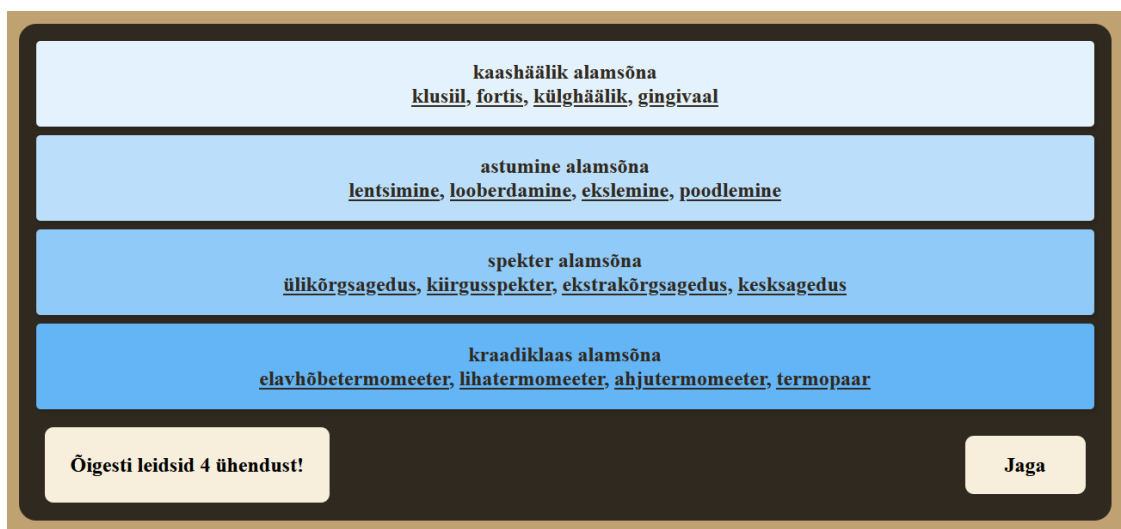 kaashäälik alamsõna
klusiil, fortis, külghäälik, gingivaal
astumine alamsõna
lentsimine, looberdamine, ekslemine, poodlemine
spekter alamsõna
ülikõrgsagedus, kiirgusspekter, ekstrakõrgsagedus, kesksagedus
kraadiklaas alamsõna
elavhõbetermomeeter, lihatermomeeter, ahjutermomeeter, termopaar
Õigesti leidsid 4 ühendust!
Jaga